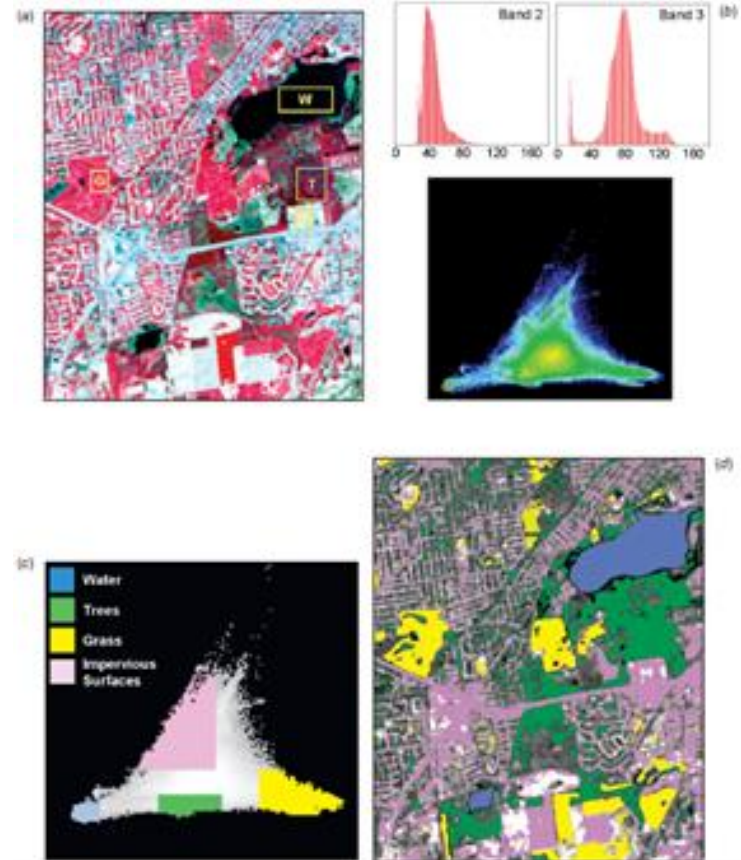 (a)
W
G
T
Band 2
Band 3
(b)
0 40 80 120 160
0 40 80 120 160
(c)
Water
Trees
Grass
Impervious
Surfaces
(d)